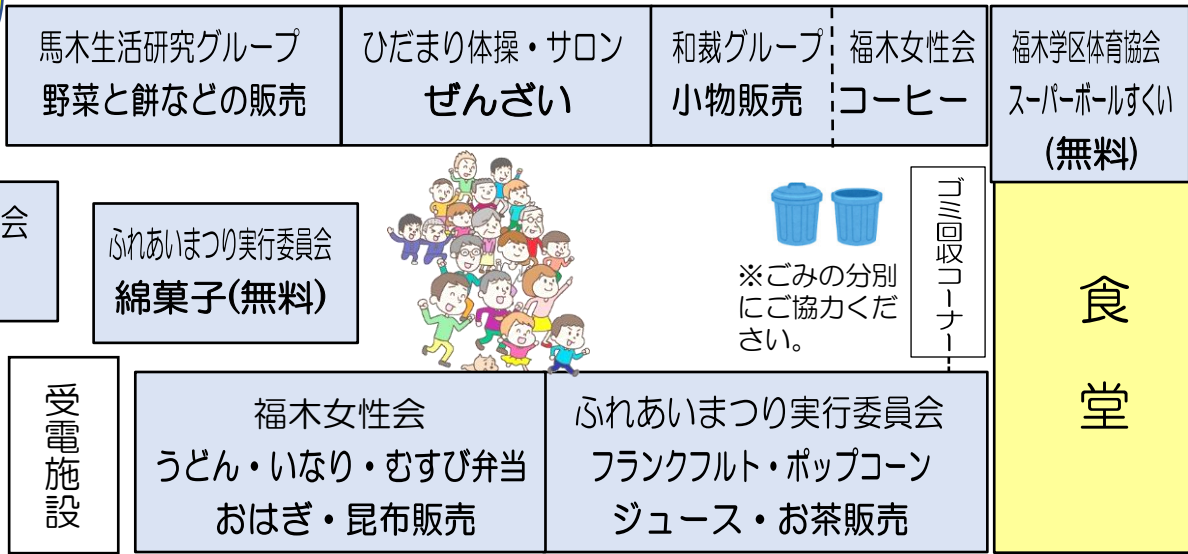 馬木生活研究グループ
野菜と餅などの販売
ひだまり体操・サロン
ぜんざい
和裁グループ
小物販売
福木女性会
コーヒー
福木学区体育協会
スーパーボールすくい
(無料)
会
ふれあいまつり実行委員会
綿菓子(無料)
※ごみの分別
にご協力くだ
さい。
ゴミ回収コーナー
食堂
受電施設
福木女性会
うどん・いなり・むすび弁当
おはぎ・昆布販売
ふれあいまつり実行委員会
フランクフルト・ポップコーン
ジュース・お茶販売